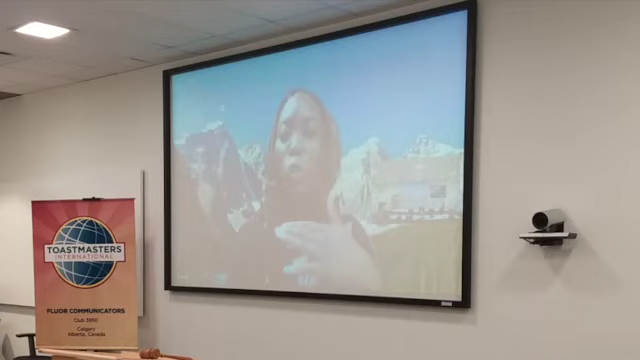 TOASTMASTERS
INTERNATIONAL
FLUOR COMMUNICATORS
Calgary
Alberta, Canada